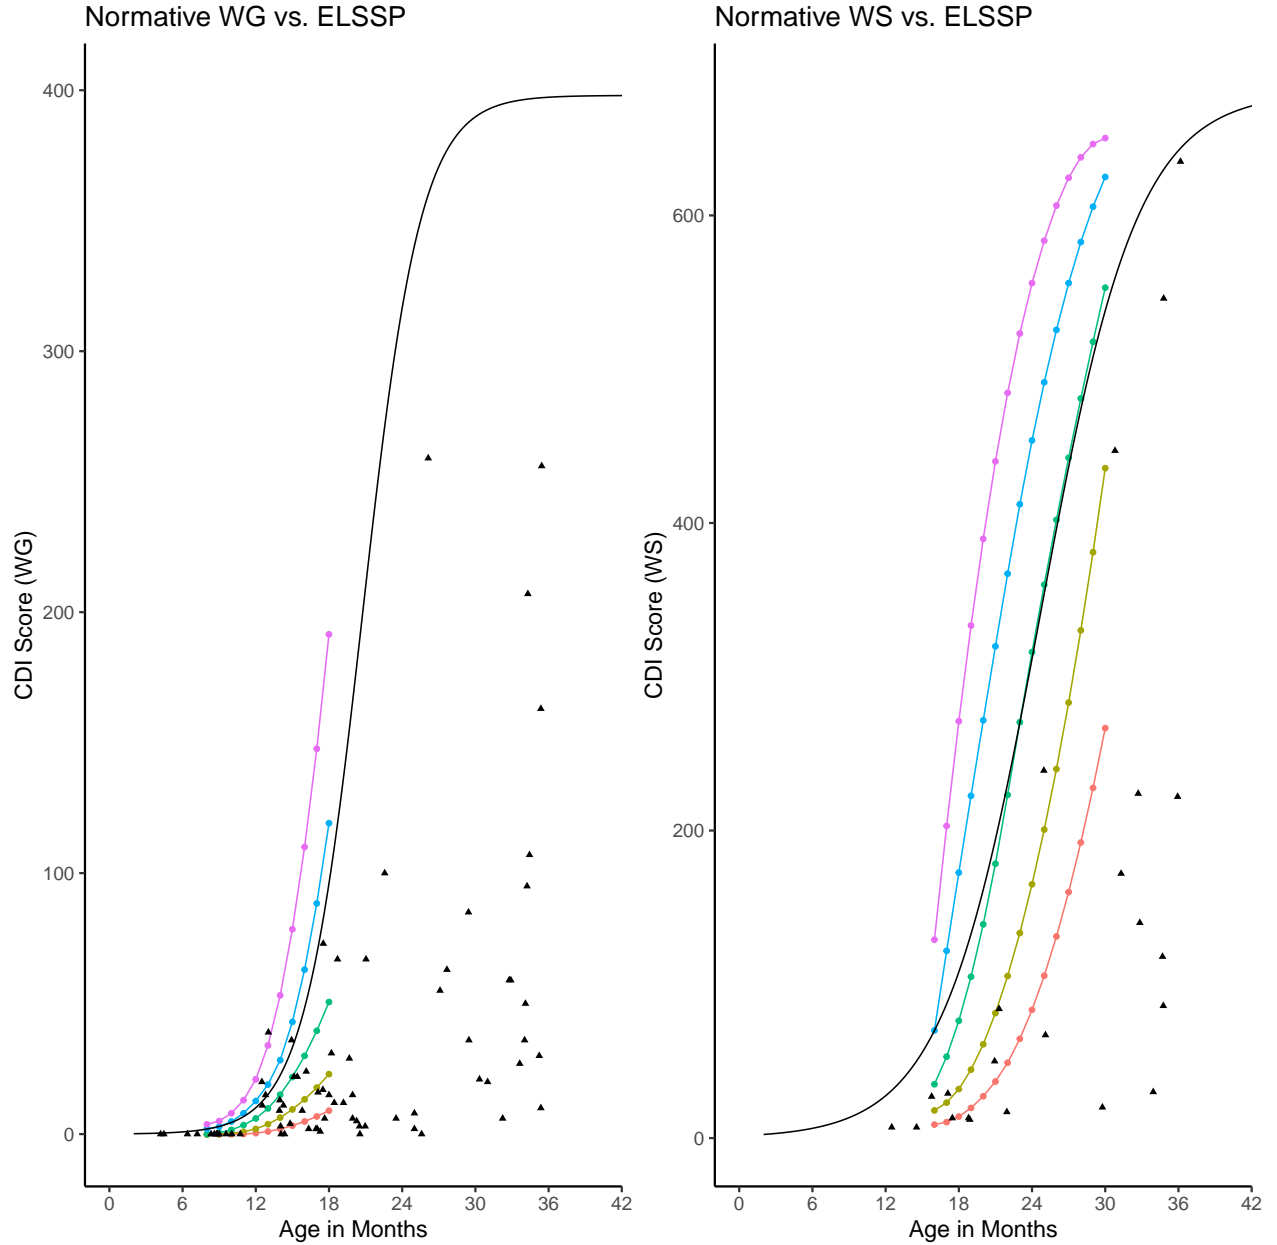 Normative WG vs. ELSSP
CDI Score (WG)
400
300
200
100
0
0 6 12 18 24 30 36 42
Age in Months
Normative WS vs. ELSSP
CDI Score (WS)
600
400
200
0
0 6 12 18 24 30 36 42
Age in Months